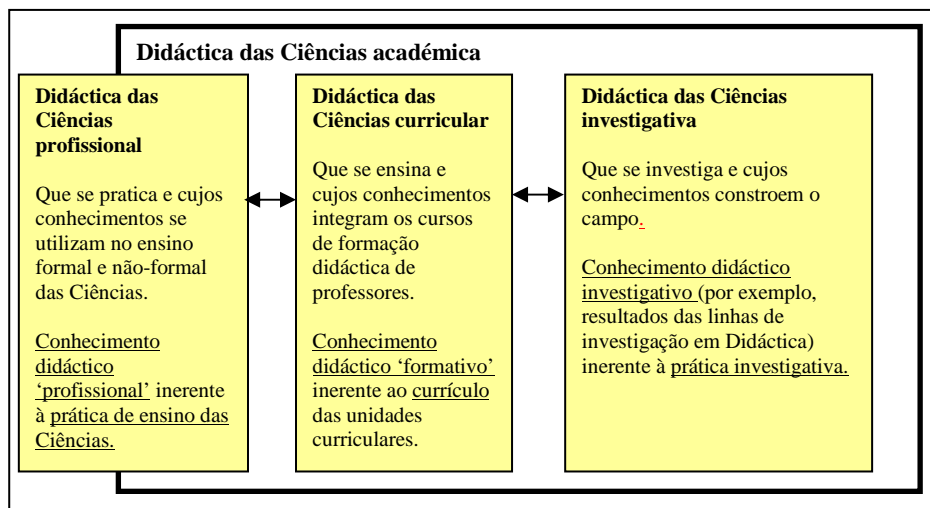 Didáctica das Ciências académica
Didáctica das
Ciências
profissional
Que se pratica e cujos
conhecimentos se
utilizam no ensino
formal e não-formal
das Ciências.
Conhecimento
didáctico
‘profissional’ inerente
à prática de ensino das
Ciências.
Didáctica das
Ciências curricular
Que se ensina e
cujos conhecimentos
integram os cursos
de formação
didáctica de
professores.
Conhecimento
didáctico ‘formativo’
inerente ao currículo
das unidades
curriculares.
Didáctica das Ciências
investigativa
Que se investiga e cujos
conhecimentos constroem o
campo.
Conhecimento didáctico
investigativo (por exemplo,
resultados das linhas de
investigação em Didáctica)
inerente à prática investigativa.